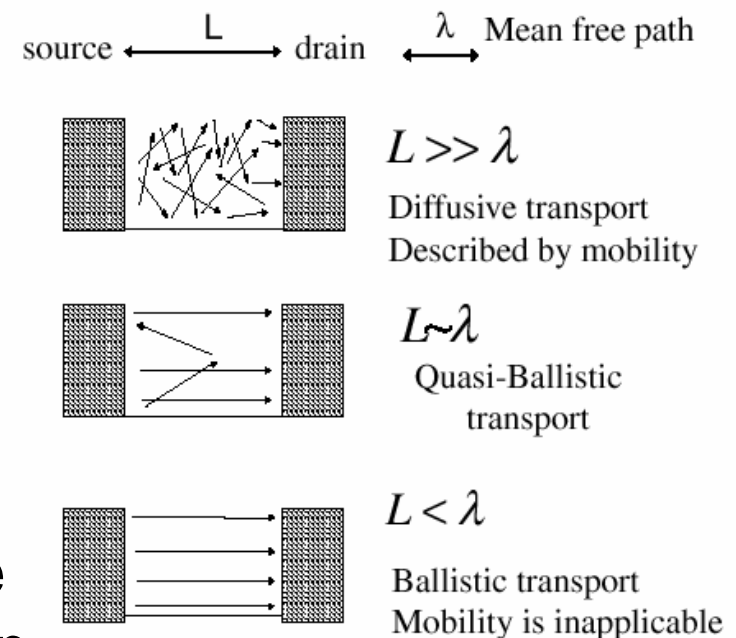 source L drain λ Mean free path
L >> λ
Diffusive transport
Described by mobility
L~λ
Quasi-Ballistic
transport
L < λ
Ballistic transport
Mobility is inapplicable
e